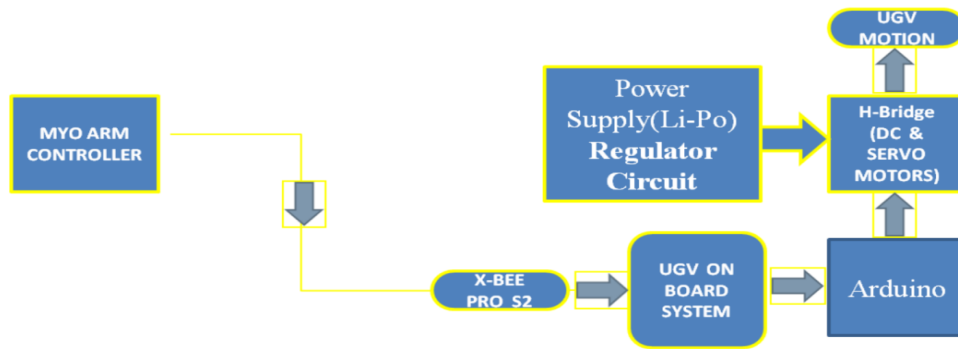 MYO ARM
CONTROLLER
X-BEE
PRO S2
UGV ON
BOARD
SYSTEM
Arduino
Power
Supply(Li-Po)
Regulator
Circuit
H-Bridge
(DC &
SERVO
MOTORS)
UGV
MOTION